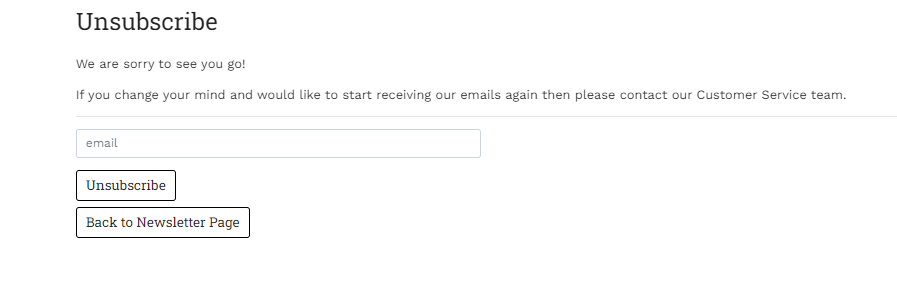 Unsubscribe
We are sorry to see you go!
If you change your mind and would like to start receiving our emails again then please contact our Customer Service team.
email
Unsubscribe
Back to Newsletter Page